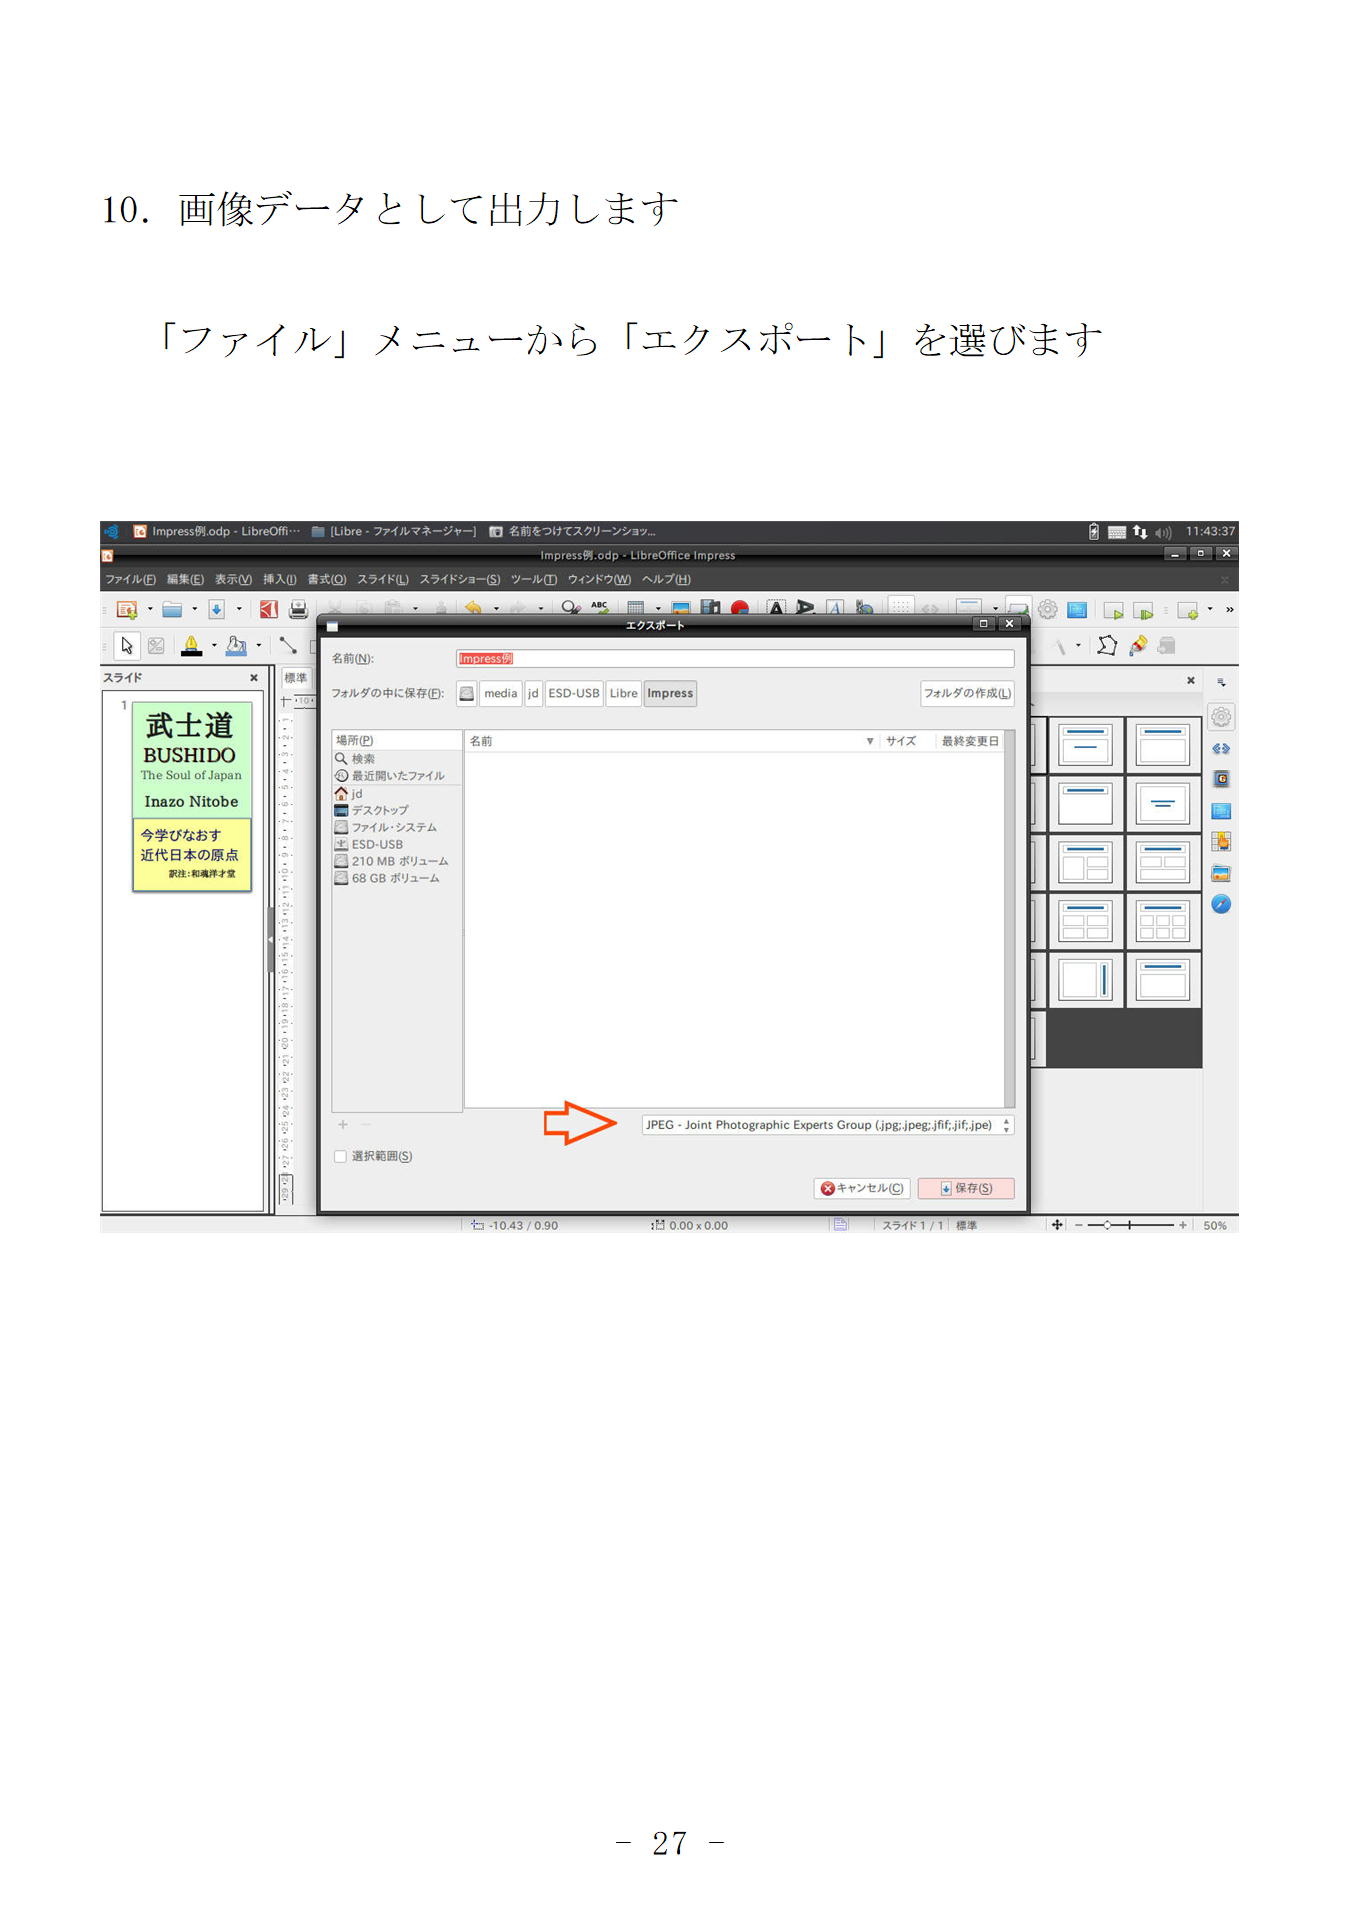 10. 画像データとして出力します
「ファイル」メニューから「エクスポート」を選びます
Impress例.odp - LibreOffi… [Libre - ファイルマネージャー] 名前をつけてスクリーンショッ... 11:43:37
Impress例.odp - LibreOffice Impress
ファイル(F) 編集(E) 表示(V) 挿入(I) 書式(O) スライド(L) スライドショー(S) ツール(T) ウィンドウ(W) ヘルプ(H)
エクスポート
名前(N): Impress例
フォルダの中に保存(F): media jd ESD-USB Libre Impress フォルダの作成(L)
スライド
標準
1
武士道
BUSHIDO
The Soul of Japan
Inazo Nitobe
今学びなおす
近代日本の原点
訳注:和魂洋才堂
場所(P)
検索
最近開いたファイル
jd
デスクトップ
ファイル・システム
ESD-USB
210 MB ボリューム
68 GB ボリューム
名前 サイズ 最終変更日
JPEG - Joint Photographic Experts Group (.jpg;.jpeg;.jfif;.jif;.jpe)
選択範囲(S)
キャンセル(C) 保存(S)
-10.43 / 0.90 0.00 x 0.00 スライド 1 / 1 標準 50%
- 27 -